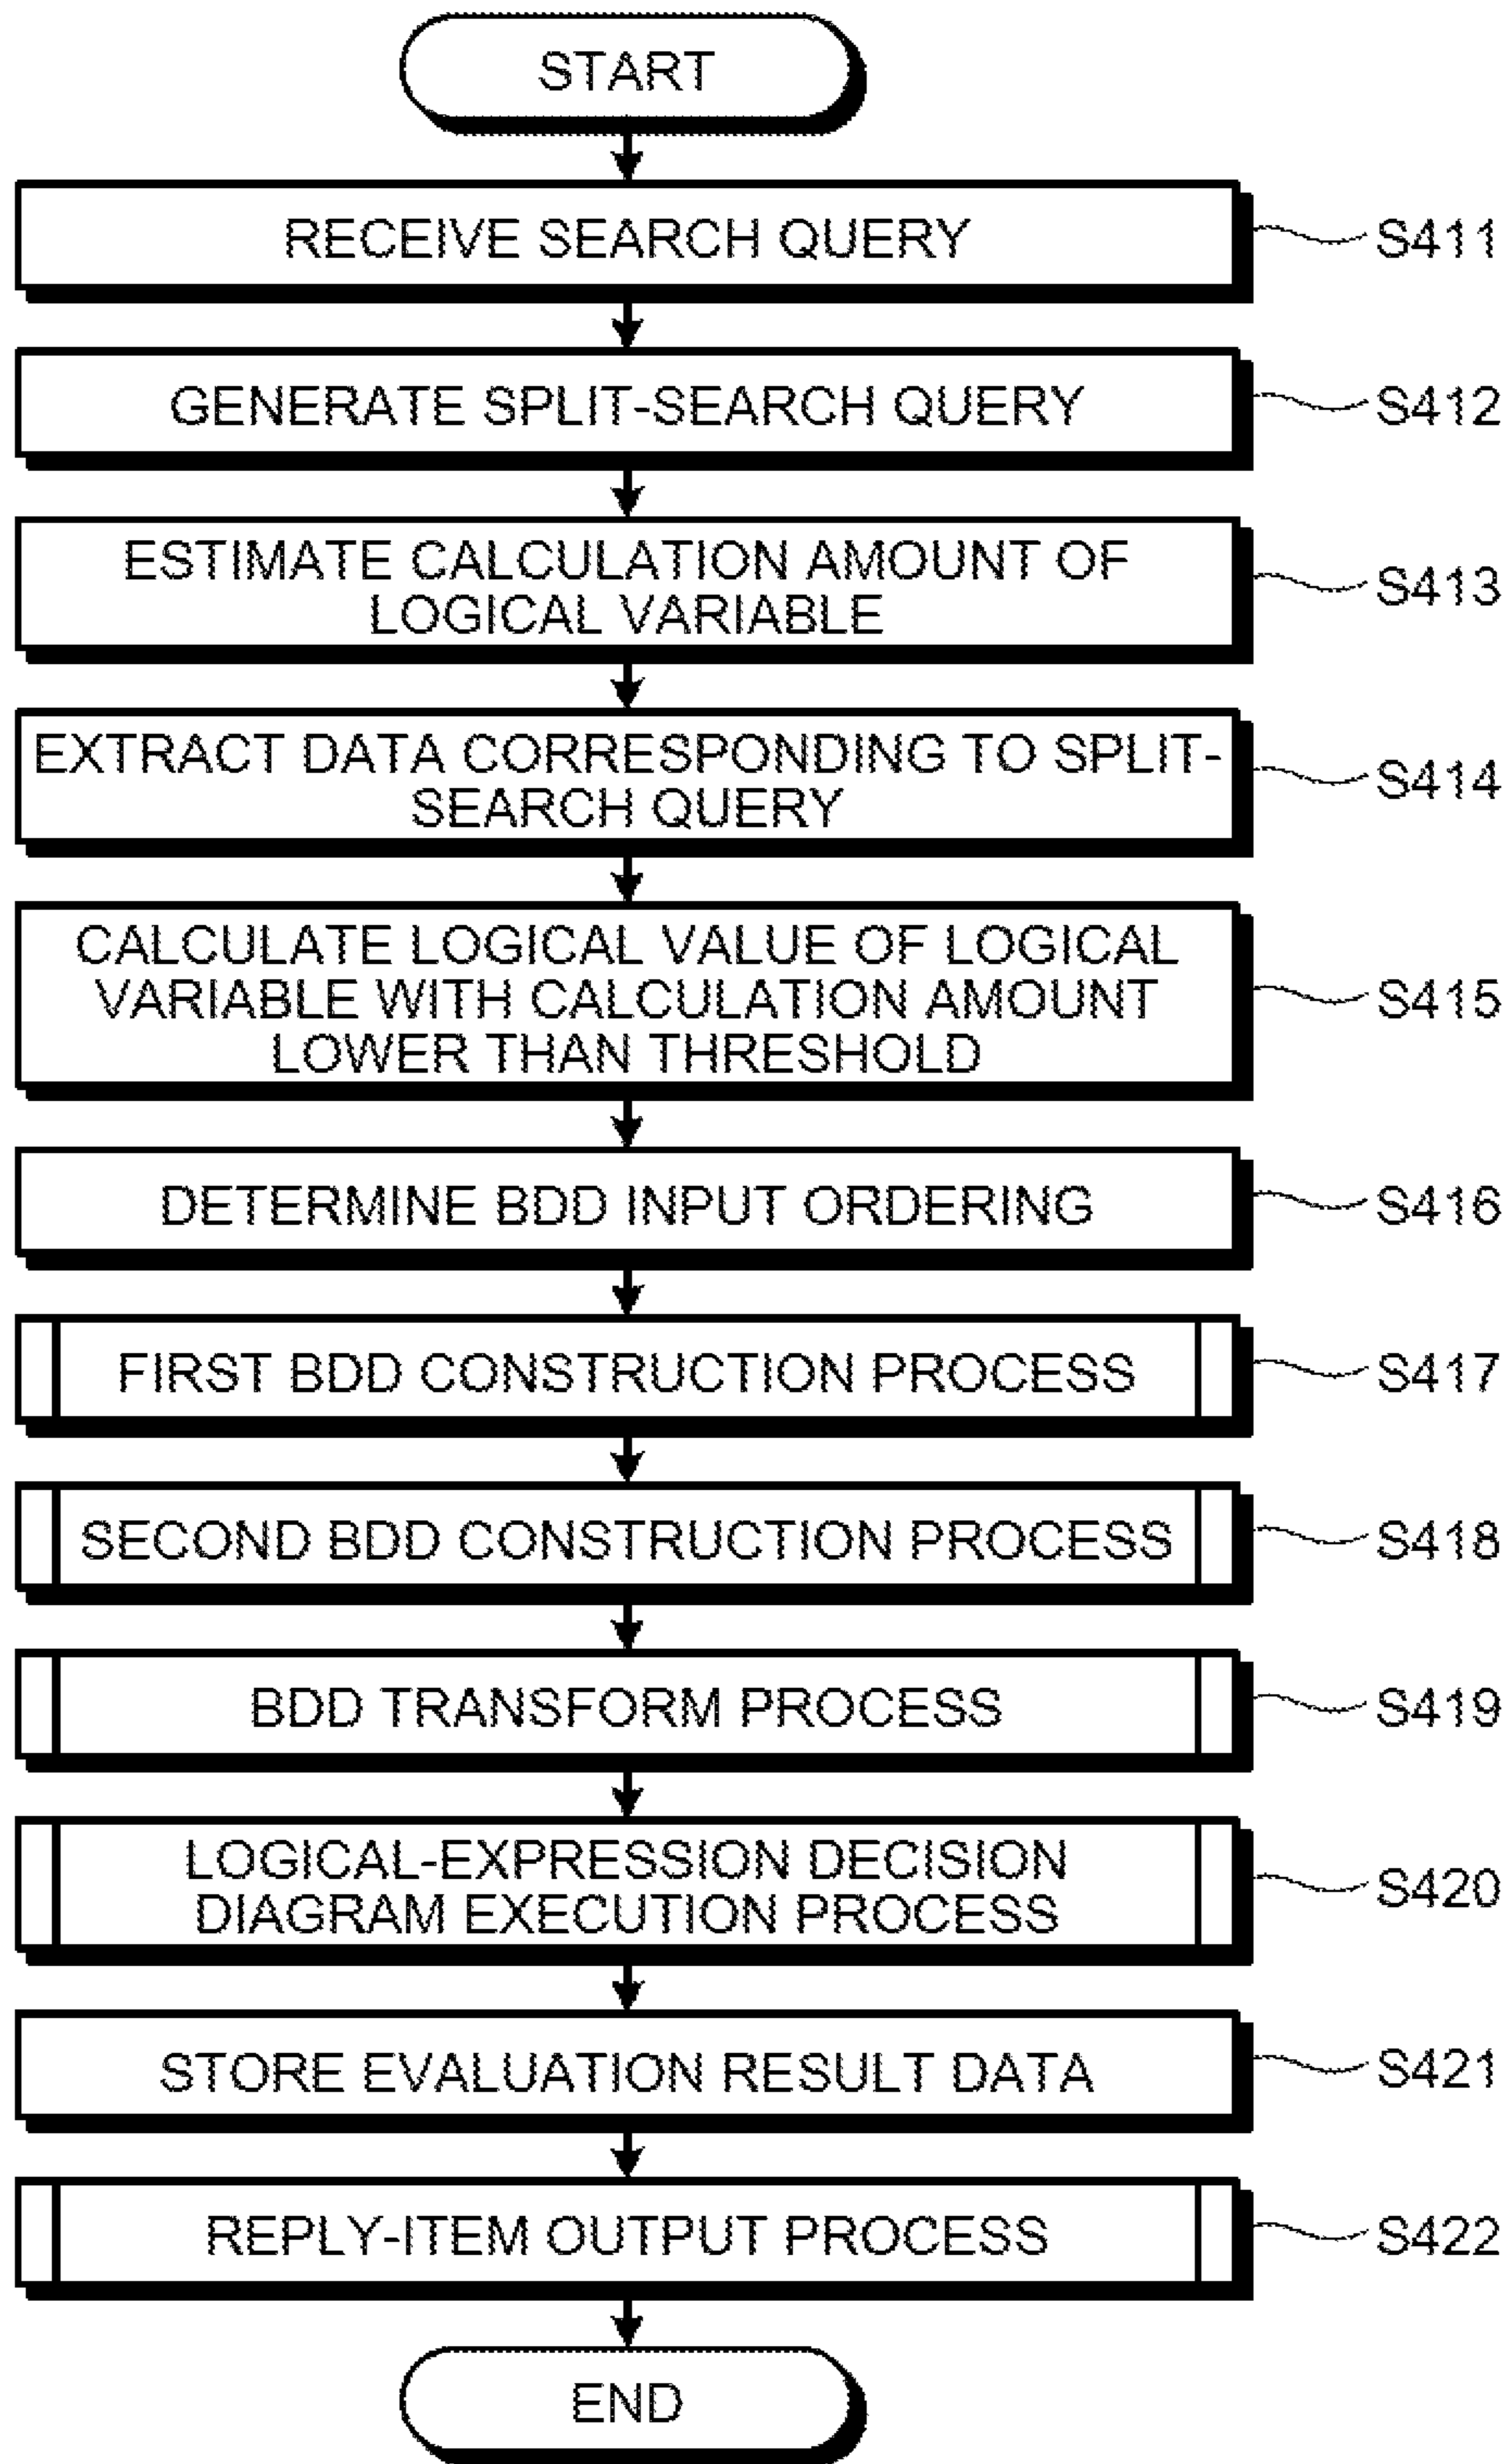 START
RECEIVE SEARCH QUERY
S411
GENERATE SPLIT-SEARCH QUERY
S412
ESTIMATE CALCULATION AMOUNT OF
LOGICAL VARIABLE
S413
EXTRACT DATA CORRESPONDING TO SPLIT-
SEARCH QUERY
S414
CALCULATE LOGICAL VALUE OF LOGICAL
VARIABLE WITH CALCULATION AMOUNT
LOWER THAN THRESHOLD
S415
DETERMINE BDD INPUT ORDERING
S416
FIRST BDD CONSTRUCTION PROCESS
S417
SECOND BDD CONSTRUCTION PROCESS
S418
BDD TRANSFORM PROCESS
S419
LOGICAL-EXPRESSION DECISION
DIAGRAM EXECUTION PROCESS
S420
STORE EVALUATION RESULT DATA
S421
REPLY-ITEM OUTPUT PROCESS
S422
END